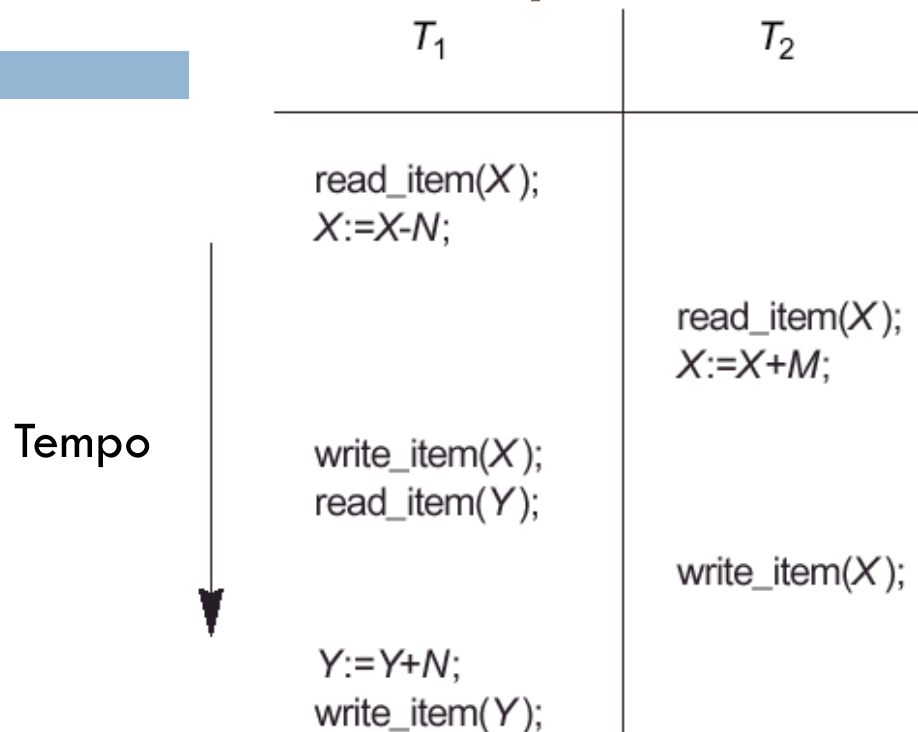 T1 T2
read_item(X);
X:=X-N;
read_item(X);
X:=X+M;
Tempo
write_item(X);
read_item(Y);
write_item(X);
Y:=Y+N;
write_item(Y);